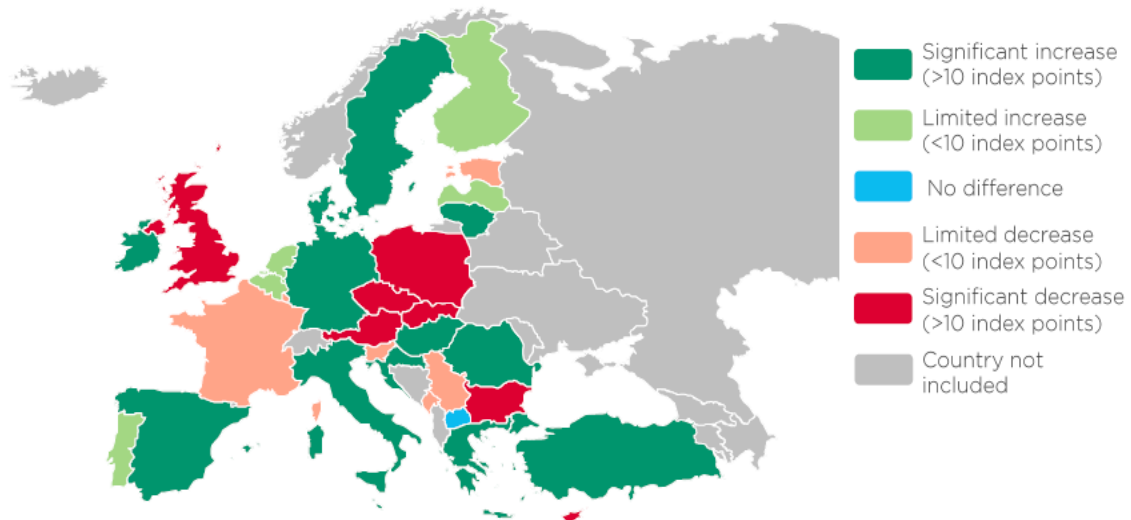 Significant increase
(>10 index points)
Limited increase
(<10 index points)
No difference
Limited decrease
(<10 index points)
Significant decrease
(>10 index points)
Country not
included